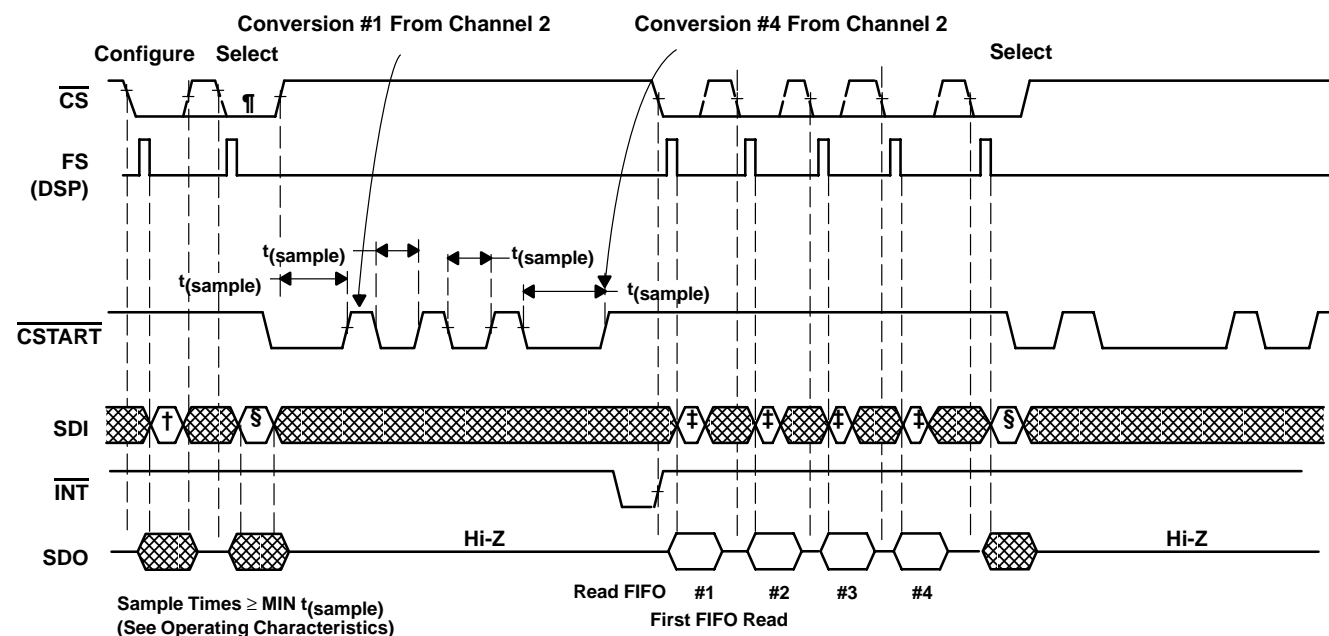 Conversion #1 From Channel 2
Conversion #4 From Channel 2
Configure
Select
Select
CS
¶
FS
(DSP)
t(sample)
t(sample)
t(sample)
t(sample)
CSTART
SDI
†
§
‡
‡
‡
‡
§
INT
SDO
Hi-Z
Hi-Z
Read FIFO
#1
#2
#3
#4
First FIFO Read
Sample Times ≥ MIN t(sample)
(See Operating Characteristics)